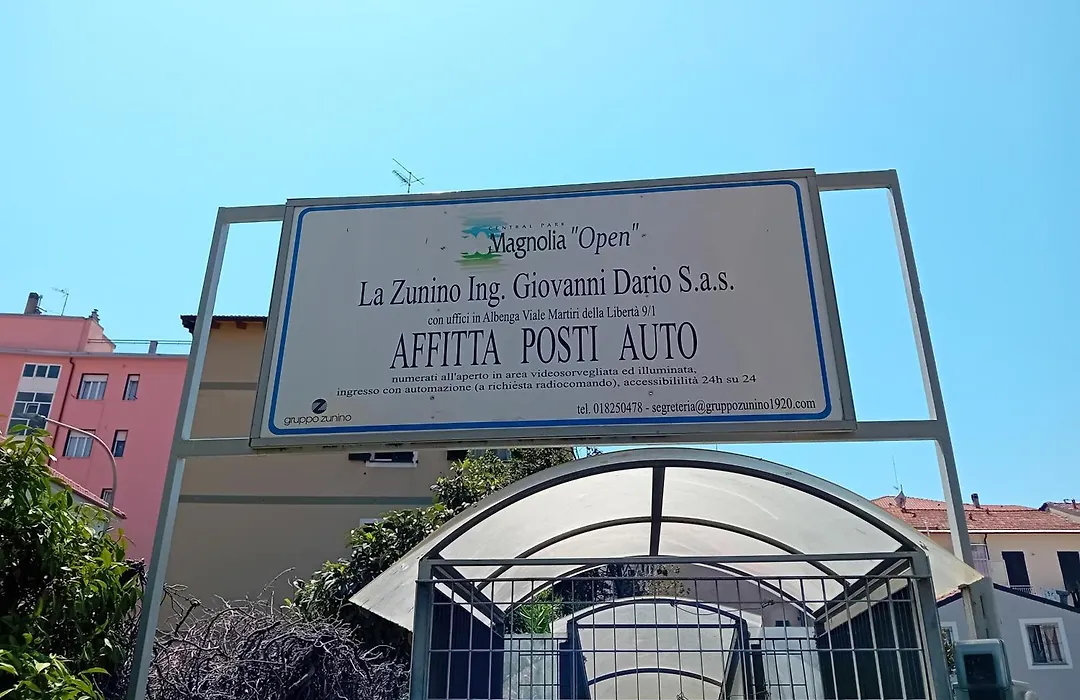 CENTRAL PARK
Magnolia "Open"
La Zunino Ing. Giovanni Dario S.a.s.
con uffici in Albenga Viale Martiri della Libertà 9/1
AFFITTA POSTI AUTO
numerati all'aperto in area videosorvegliata ed illuminata,
ingresso con automazione (a richiesta radiocomando), accessibililità 24h su 24
tel. 018250478 - segreteria@gruppozunino1920.com
gruppo zunino